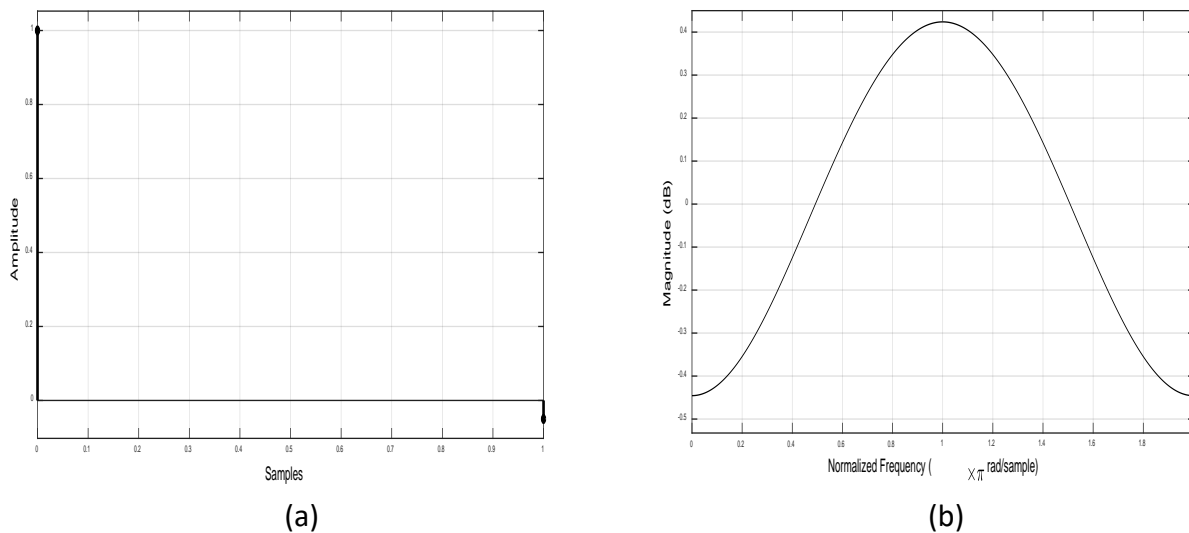 1
0.8
0.6
0.4
0.2
0
Amplitude
0 0.1 0.2 0.3 0.4 0.5 0.6 0.7 0.8 0.9 1
Samples
(a)
0.4
0.3
0.2
0.1
0
-0.1
-0.2
-0.3
-0.4
-0.5
Magnitude (dB)
0 0.2 0.4 0.6 0.8 1 1.2 1.4 1.6 1.8
Normalized Frequency ( ×π rad/sample)
(b)